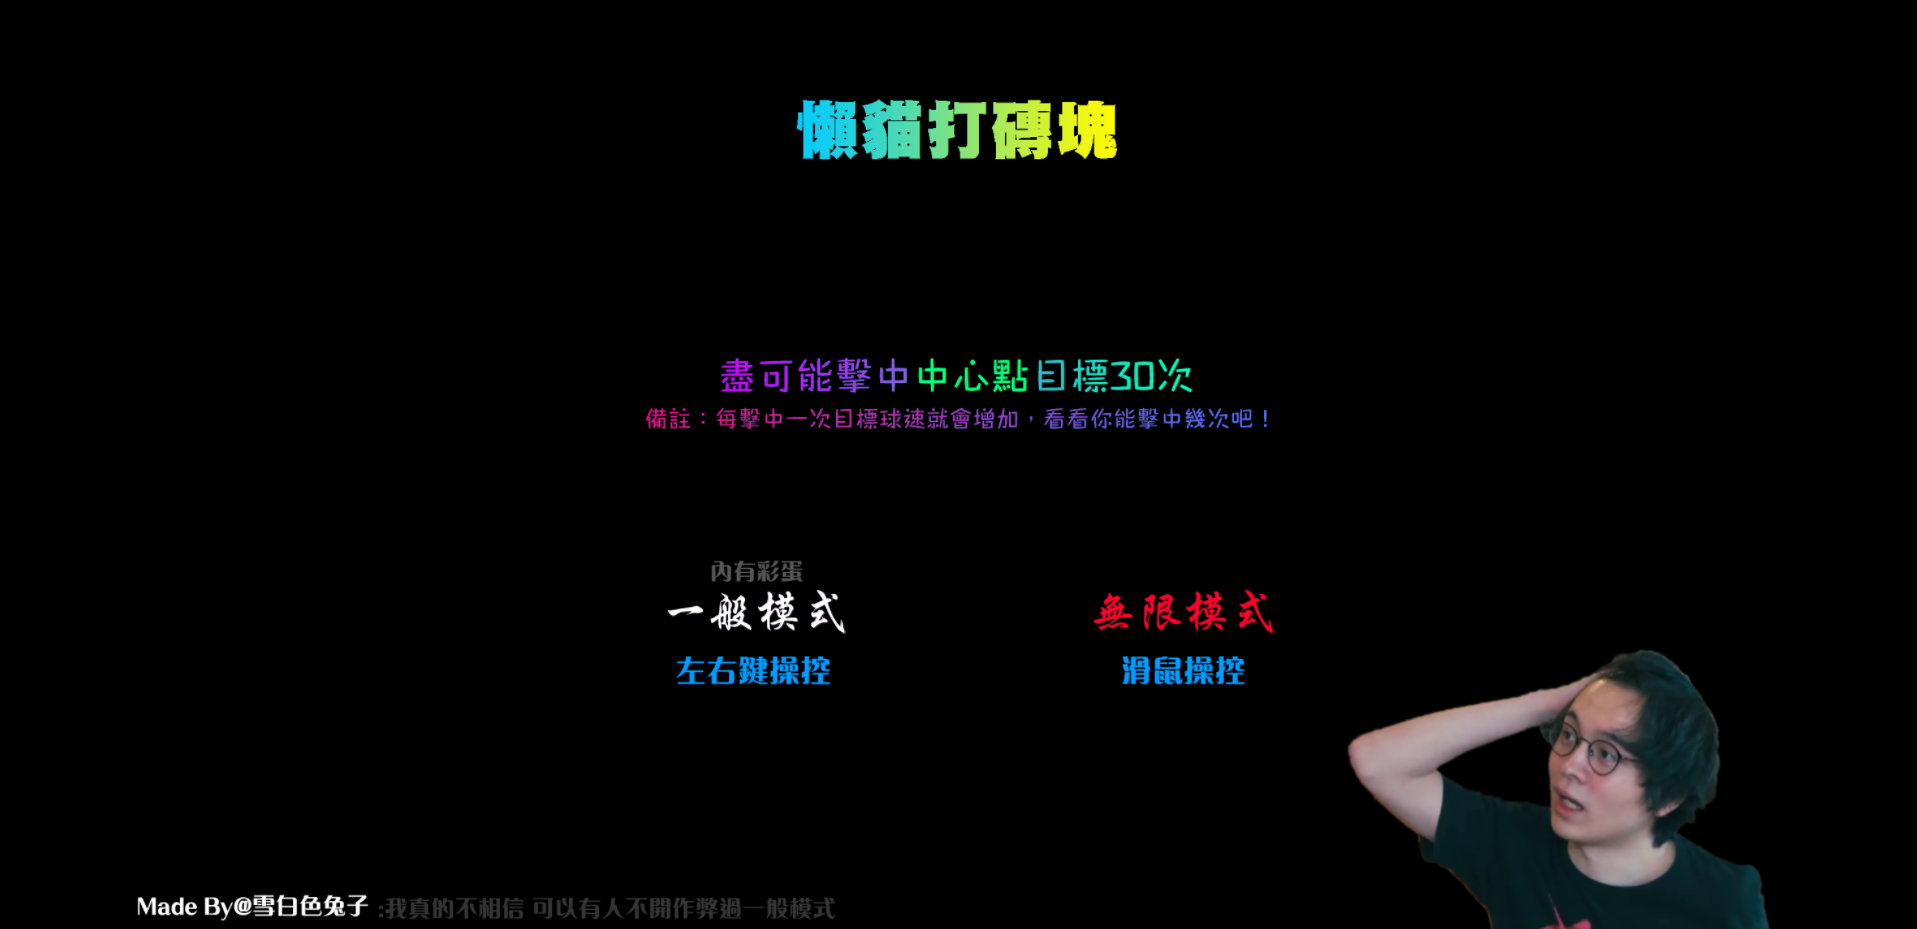 懶貓打磚塊
盡可能擊中中心點目標30次
備註：每擊中一次目標球速就會增加，看看你能擊中幾次吧！
內有彩蛋
一般模式
無限模式
左右鍵操控
滑鼠操控
Made By@雪白色兔子 :我真的不相信 可以有人不開作弊過一般模式